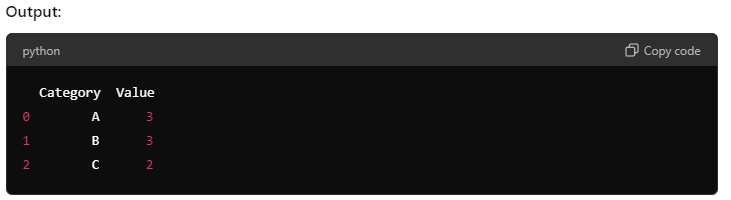 Output:
python Copy code
Category Value
0 A 3
1 B 3
2 C 2